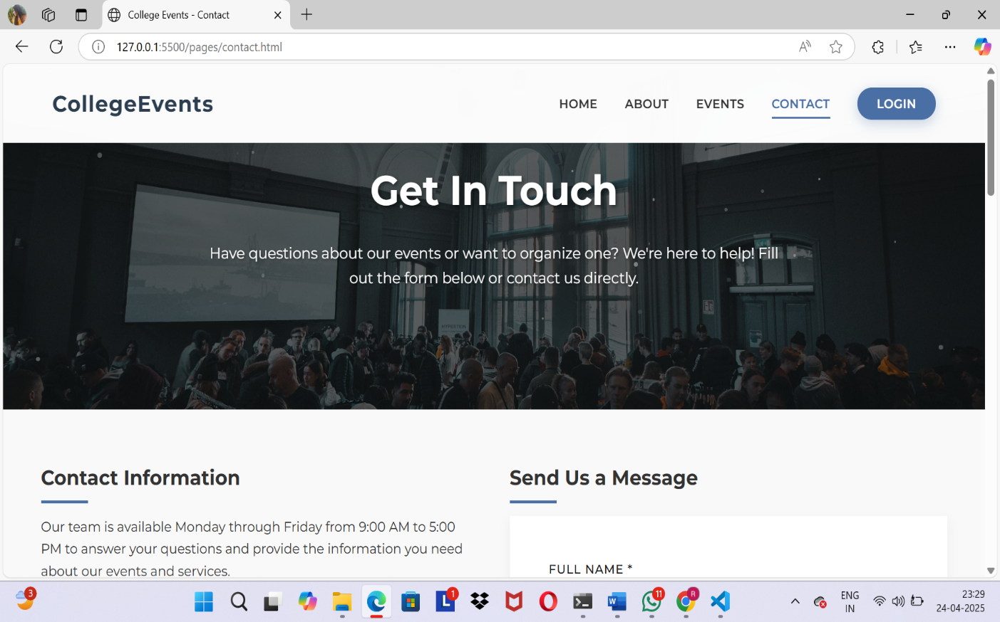 College Events - Contact
127.0.0.1:5500/pages/contact.html
CollegeEvents
HOME
ABOUT
EVENTS
CONTACT
LOGIN
Get In Touch
Have questions about our events or want to organize one? We're here to help! Fill
out the form below or contact us directly.
Contact Information
Our team is available Monday through Friday from 9:00 AM to 5:00
PM to answer your questions and provide the information you need
about our events and services.
Send Us a Message
FULL NAME *
3
L
1
W
11
R
ENG
IN
23:29
24-04-2025